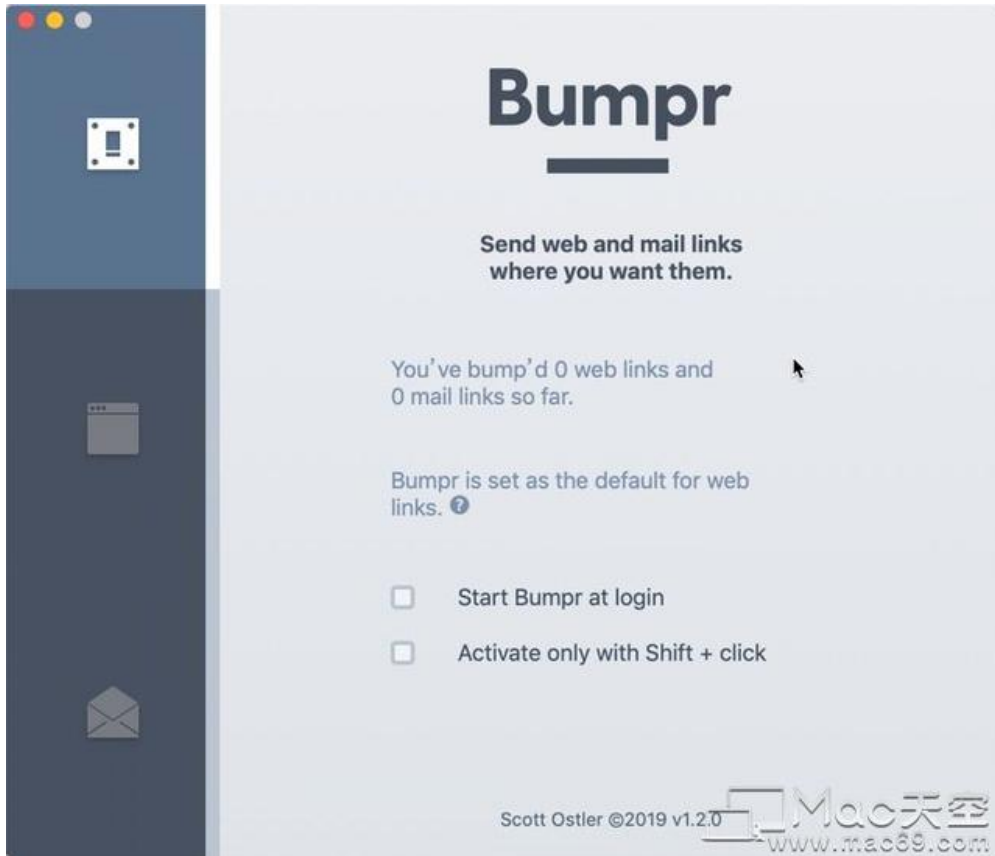 Bumpr
Send web and mail links
where you want them.
You've bump'd 0 web links and
0 mail links so far.
Bumpr is set as the default for web
links. ?
Start Bumpr at login
Activate only with Shift + click
Scott Ostler ©2019 v1.2.0
Mac天空
www.mac69.com